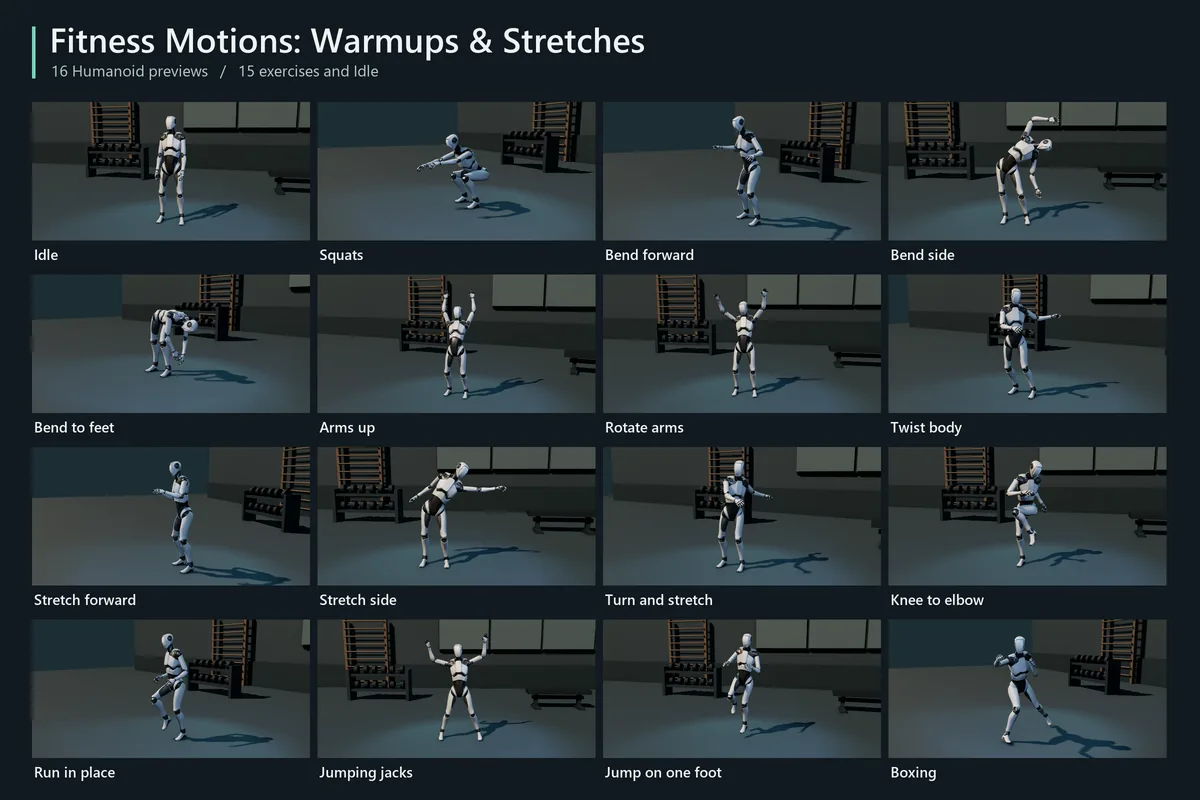 Fitness Motions: Warmups & Stretches
16 Humanoid previews / 15 exercises and Idle
Idle
Squats
Bend forward
Bend side
Bend to feet
Arms up
Rotate arms
Twist body
Stretch forward
Stretch side
Turn and stretch
Knee to elbow
Run in place
Jumping jacks
Jump on one foot
Boxing